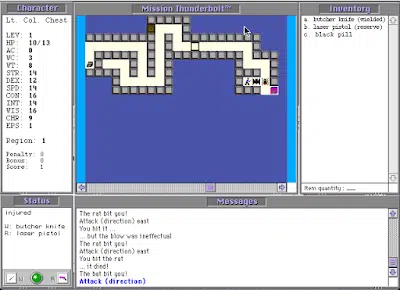 Character
Lt. Col. Chest
LEV: 1
HP: 10/13
AC: 0
WC: 3
WT: 8
STR: 14
DEX: 12
SPD: 14
CON: 16
INT: 14
WIS: 16
CHR: 9
EPS: 1
Region: 1
Penalty: 0
Bonus: 0
Score: 1
Mission Thunderbolt™
Inventory
a. butcher knife (wielded)
b. laser pistol (reserve)
c. black pill
Item quantity:
Status
injured
W: butcher knife
R: laser pistol
W
R
Messages
The rat bit you!
Attack (direction) east
You hit it ...
... but the blow was ineffectual
The rat bit you!
Attack (direction) east
You hit the rat
... it died!
The bat bit you!
Attack (direction)